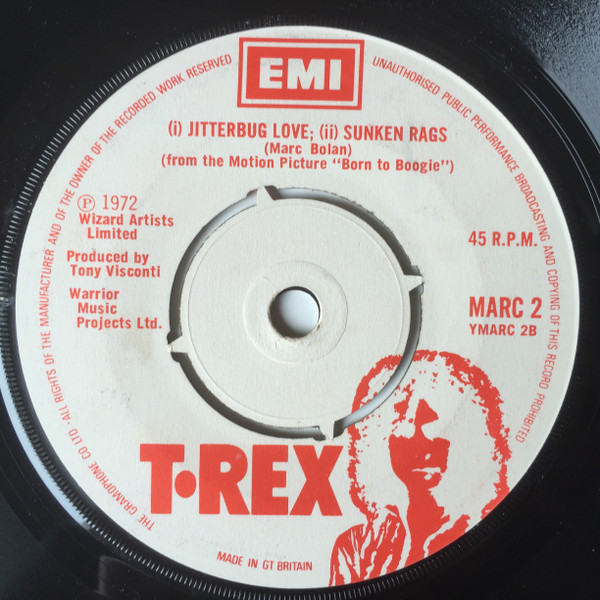 EMI
THE GRAMOPHONE CO LTD · ALL RIGHTS OF THE MANUFACTURER AND OF THE OWNER OF THE RECORDED WORK RESERVED
UNAUTHORISED PUBLIC PERFORMANCE BROADCASTING AND COPYING OF THIS RECORD PROHIBITED
(i) JITTERBUG LOVE; (ii) SUNKEN RAGS
(Marc Bolan)
(from the Motion Picture "Born to Boogie")
℗ 1972
Wizard Artists
Limited
Produced by
Tony Visconti
Warrior
Music
Projects Ltd.
45 R.P.M.
MARC 2
YMARC 2B
T•REX
MADE IN GT. BRITAIN